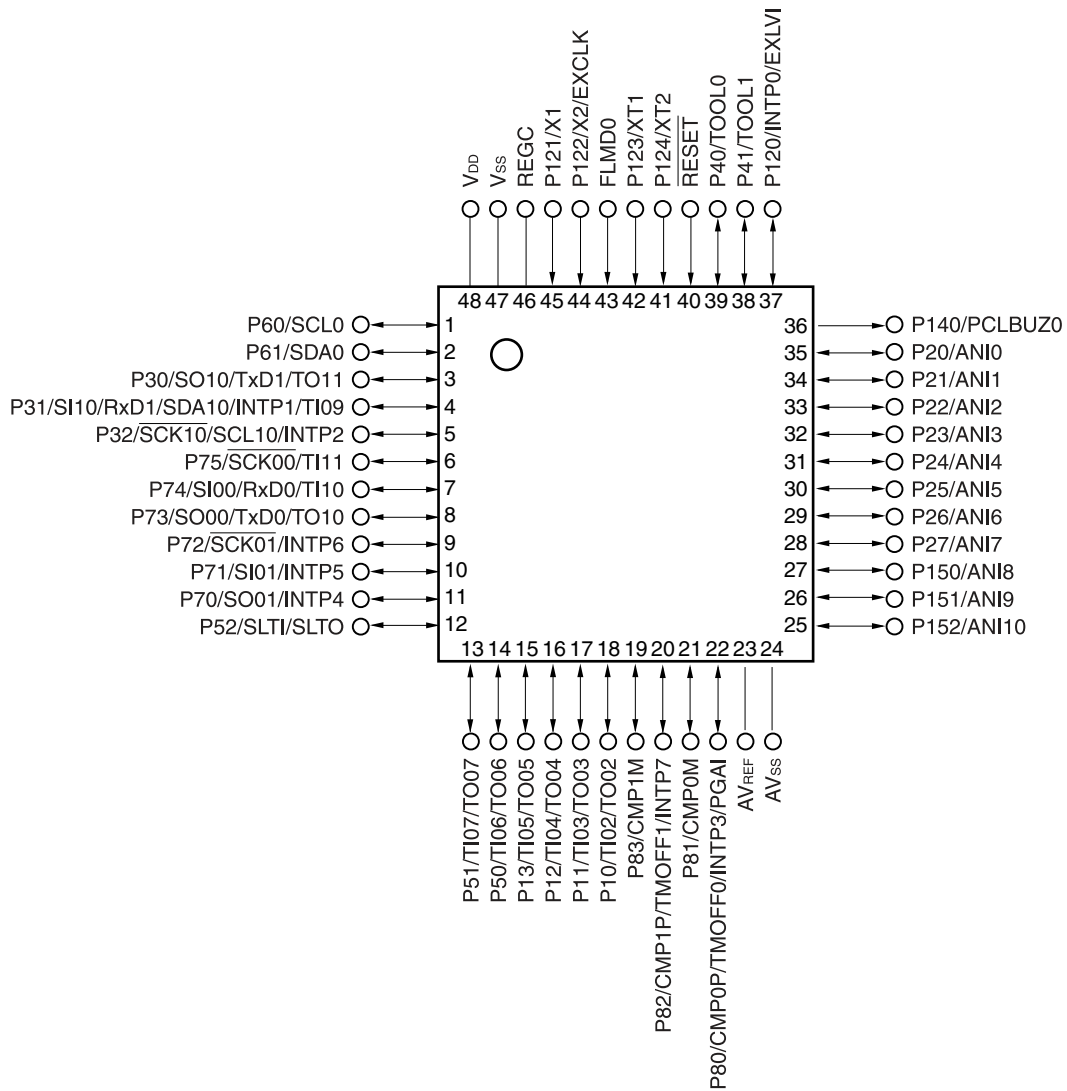 VDD
VSS
REGC
P121/X1
P122/X2/EXCLK
FLMD0
P123/XT1
P124/XT2
RESET
P40/TOOL0
P41/TOOL1
P120/INTP0/EXLVI
48 47 46 45 44 43 42 41 40 39 38 37
P60/SCL0 1
P61/SDA0 2
P30/SO10/TxD1/TO11 3
P31/SI10/RxD1/SDA10/INTP1/TI09 4
P32/SCK10/SCL10/INTP2 5
P75/SCK00/TI11 6
P74/SI00/RxD0/TI10 7
P73/SO00/TxD0/TO10 8
P72/SCK01/INTP6 9
P71/SI01/INTP5 10
P70/SO01/INTP4 11
P52/SLTI/SLTO 12
36 P140/PCLBUZ0
35 P20/ANI0
34 P21/ANI1
33 P22/ANI2
32 P23/ANI3
31 P24/ANI4
30 P25/ANI5
29 P26/ANI6
28 P27/ANI7
27 P150/ANI8
26 P151/ANI9
25 P152/ANI10
13 14 15 16 17 18 19 20 21 22 23 24
P51/TI07/TO07
P50/TI06/TO06
P13/TI05/TO05
P12/TI04/TO04
P11/TI03/TO03
P10/TI02/TO02
P83/CMP1M
P82/CMP1P/TMOFF1/INTP7
P81/CMP0M
P80/CMP0P/TMOFF0/INTP3/PGAI
AVREF
AVSS